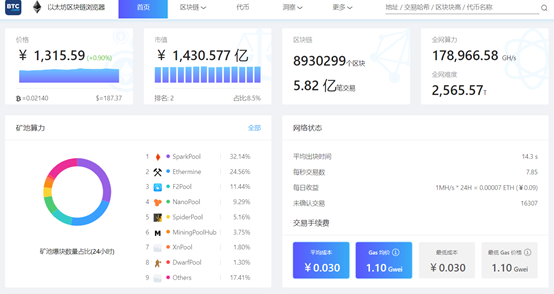 BTC
以太坊区块链浏览器
首页
区块链
代币
洞察
更多
地址 / 交易哈希 / 区块块高 / 代币名称
价格
¥ 1,315.59 (+0.90%)
฿ =0.02140 $=187.37
市值
¥ 1,430.577 亿
排名: 2 占比:8.5%
区块链
8930299个区块
5.82 亿笔交易
全网算力
178,966.58 GH/s
全网难度
2,565.57T
矿池算力
全部
1 SparkPool 32.14%
2 Ethermine 24.56%
3 F2Pool 11.44%
4 NanoPool 9.29%
5 SpiderPool 5.16%
6 MiningPoolHub 3.75%
7 XnPool 1.80%
8 DwarfPool 1.30%
9 Others 17.41%
矿池爆块数量占比(24小时)
网络状态
平均出块时间 14.3 s
每秒交易数 7.85
每日收益 1MH/s * 24H = 0.00007 ETH (¥0.09)
未确认交易 16307
交易手续费
平均成本
¥ 0.030
Gas 均价
1.10 Gwei
最低成本
¥ 0.030
最低 Gas 价格
1.10 Gwei